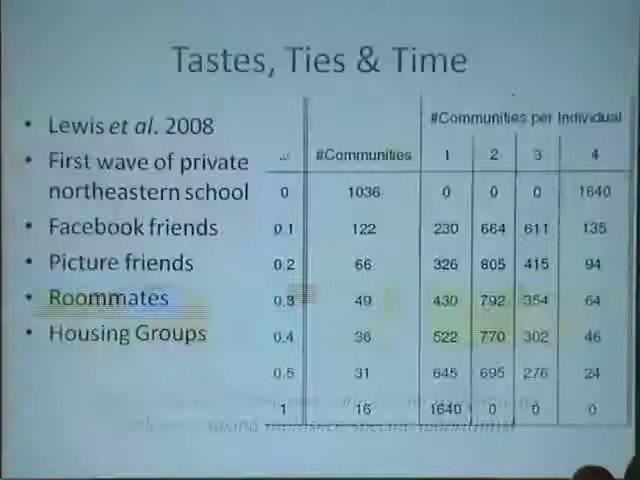 Tastes, Ties & Time
• Lewis et al. 2008
• First wave of private
northeastern school
• Facebook friends
• Picture friends
• Roommates
• Housing Groups
#Communities per Individual
ω #Communities 1 2 3 4
0 1036 0 0 0 1640
0.1 122 230 664 611 135
0.2 66 326 805 415 94
0.3 49 430 792 354 64
0.4 36 522 770 302 46
0.5 31 645 695 276 24
1 16 1640 0 0 0